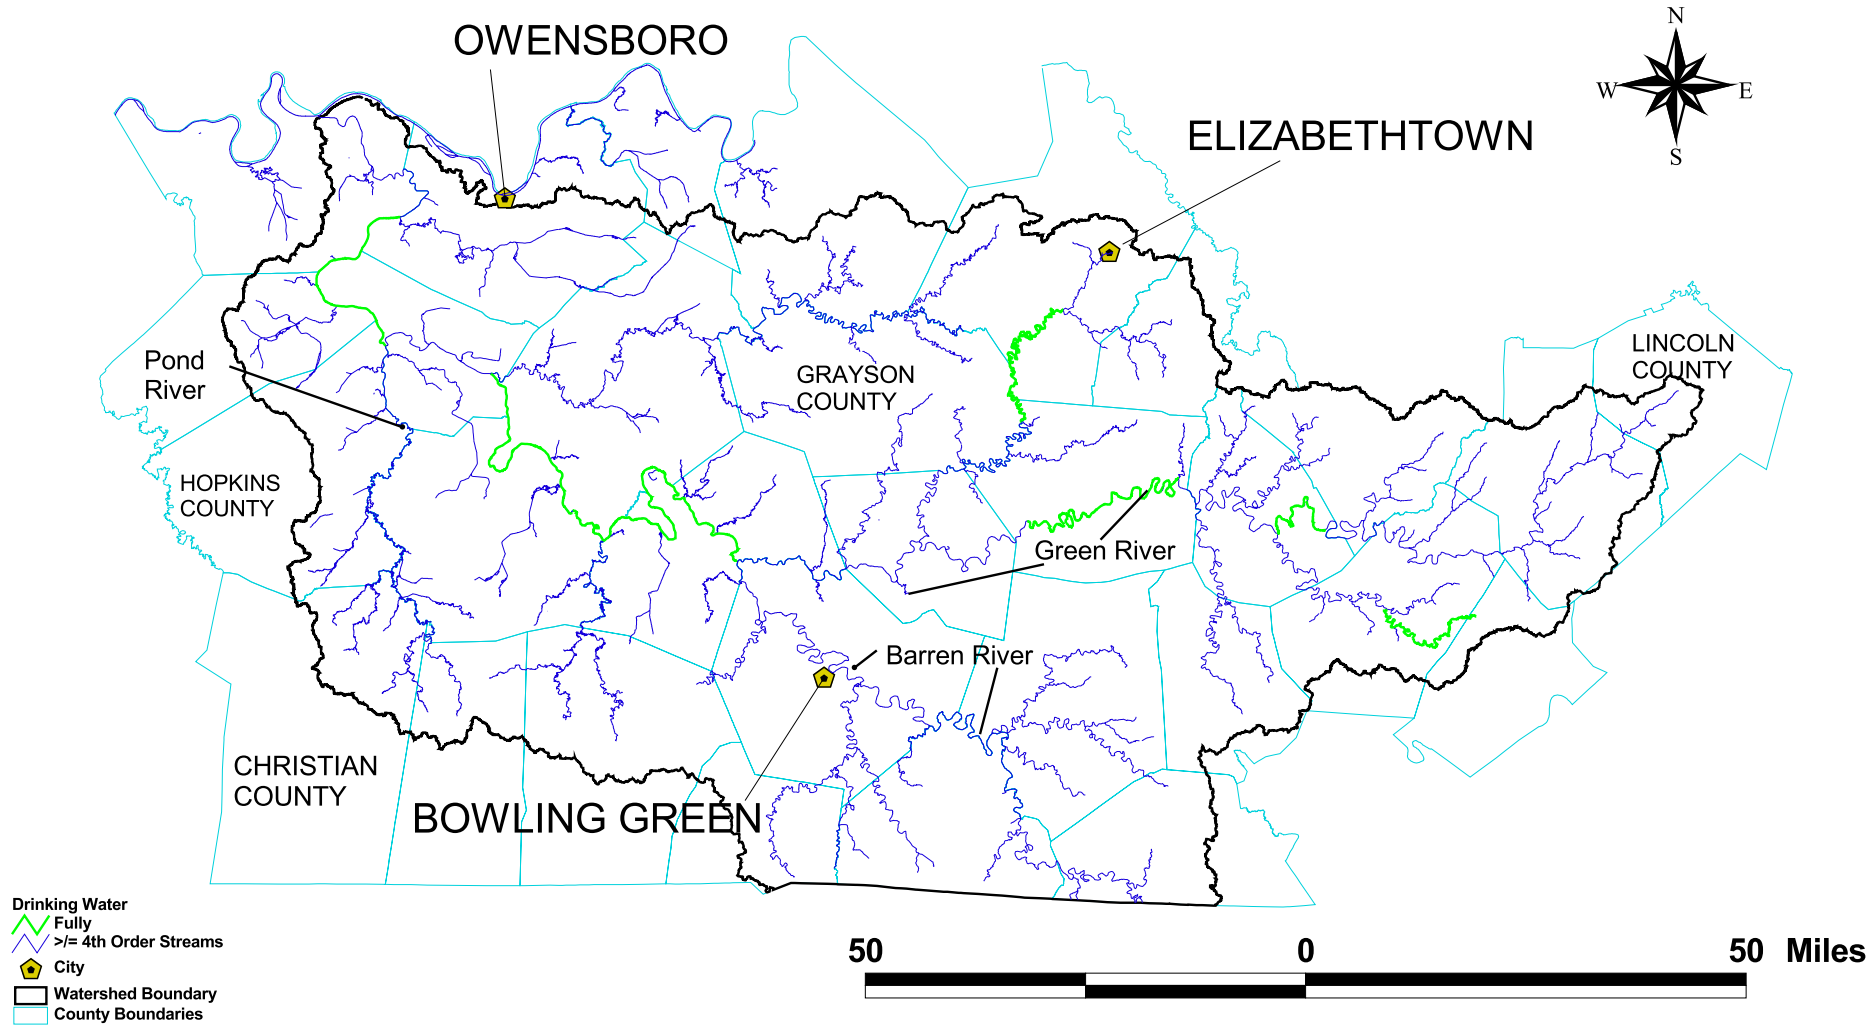 OWENSBORO
N
W
E
S
ELIZABETHTOWN
LINCOLN
COUNTY
Pond
River
GRAYSON
COUNTY
HOPKINS
COUNTY
Green River
Barren River
CHRISTIAN
COUNTY
BOWLING GREEN
Drinking Water
Fully
>/= 4th Order Streams
City
Watershed Boundary
County Boundaries
50 0 50 Miles